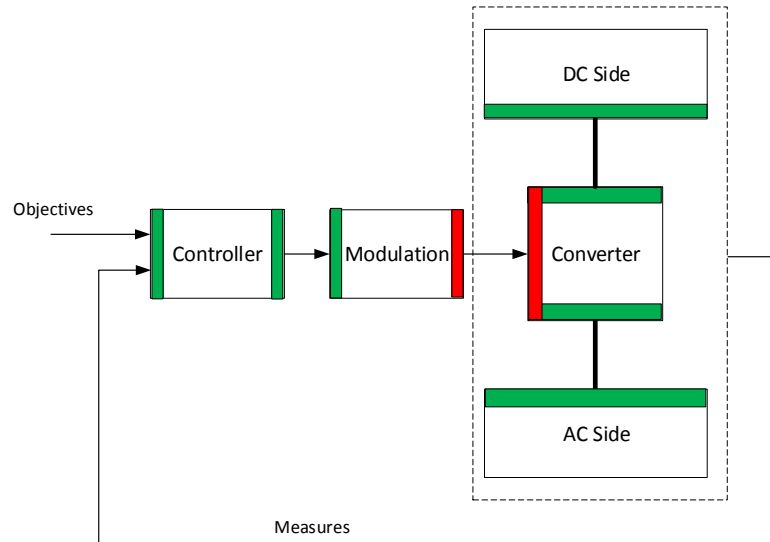 DC Side
Objectives
Controller
Modulation
Converter
AC Side
Measures